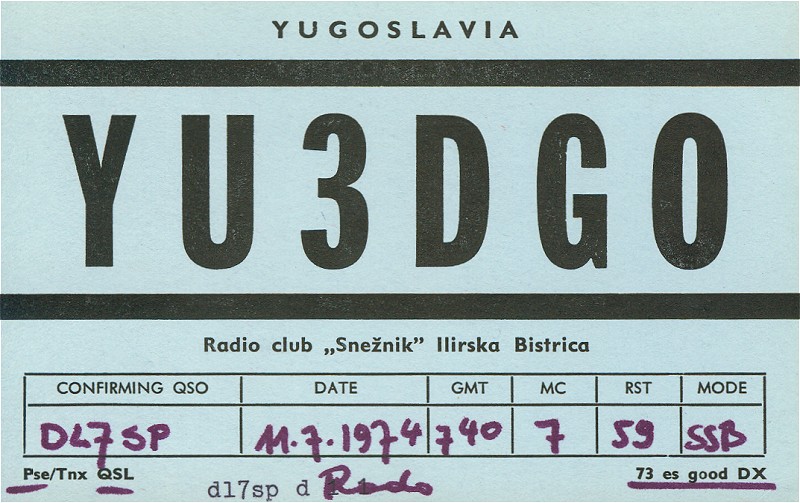 YUGOSLAVIA
YU3DGO
Radio club „Snežnik” Ilirska Bistrica
CONFIRMING QSO DATE GMT MC RST MODE
DL7SP 11.7.1974 740 7 59 SSB
Pse/Tnx QSL 73 es good DX
dl7sp d Rado